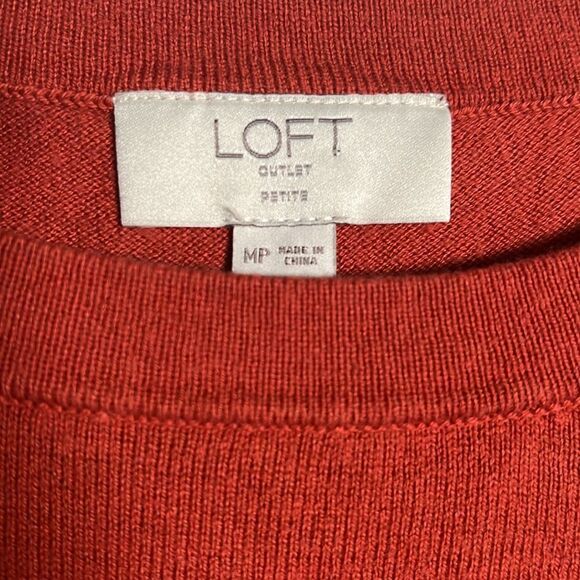 LOFT
OUTLET
PETITE
MP MADE IN
CHINA